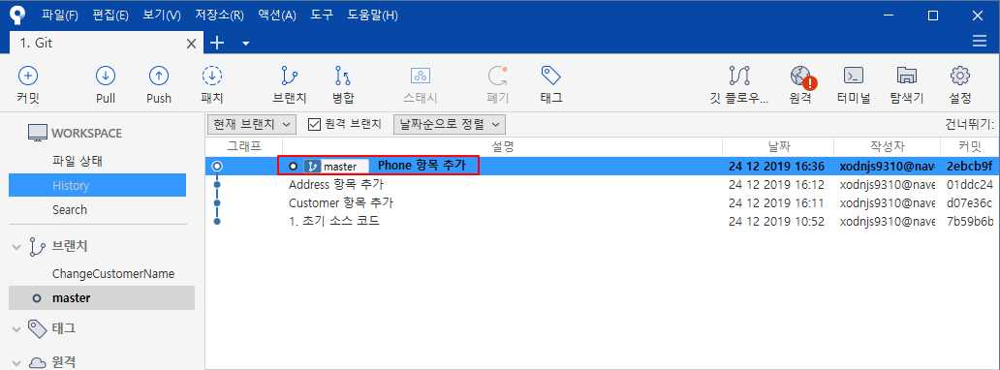 파일(F) 편집(E) 보기(V) 저장소(R) 액션(A) 도구 도움말(H)
1. Git
커밋 Pull Push 패치 브랜치 병합 스태시 폐기 태그 깃 플로우... 원격 터미널 탐색기 설정
WORKSPACE
파일 상태
History
Search
브랜치
ChangeCustomerName
master
태그
원격
현재 브랜치 원격 브랜치 날짜순으로 정렬 건너뛰기:
그래프 설명 날짜 작성자 커밋
master Phone 항목 추가 24 12 2019 16:36 xodnjs9310@nave 2ebcb9f
Address 항목 추가 24 12 2019 16:12 xodnjs9310@nave 01ddc24
Customer 항목 추가 24 12 2019 16:11 xodnjs9310@nave d07e36c
1. 초기 소스 코드 24 12 2019 10:52 xodnjs9310@nave 7b59b6b